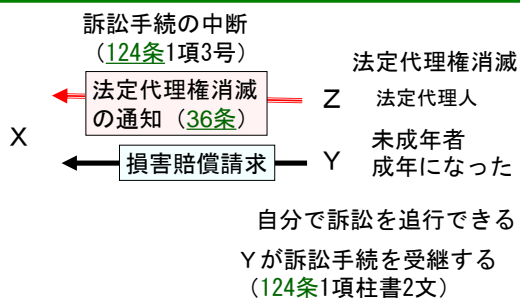 訴訟手続の中断
（124条1項3号）
法定代理権消滅
法定代理権消滅
の通知（36条）
Z 法定代理人
X
損害賠償請求
Y
未成年者
成年になった
自分で訴訟を追行できる
Yが訴訟手続を受継する
（124条1項柱書2文）